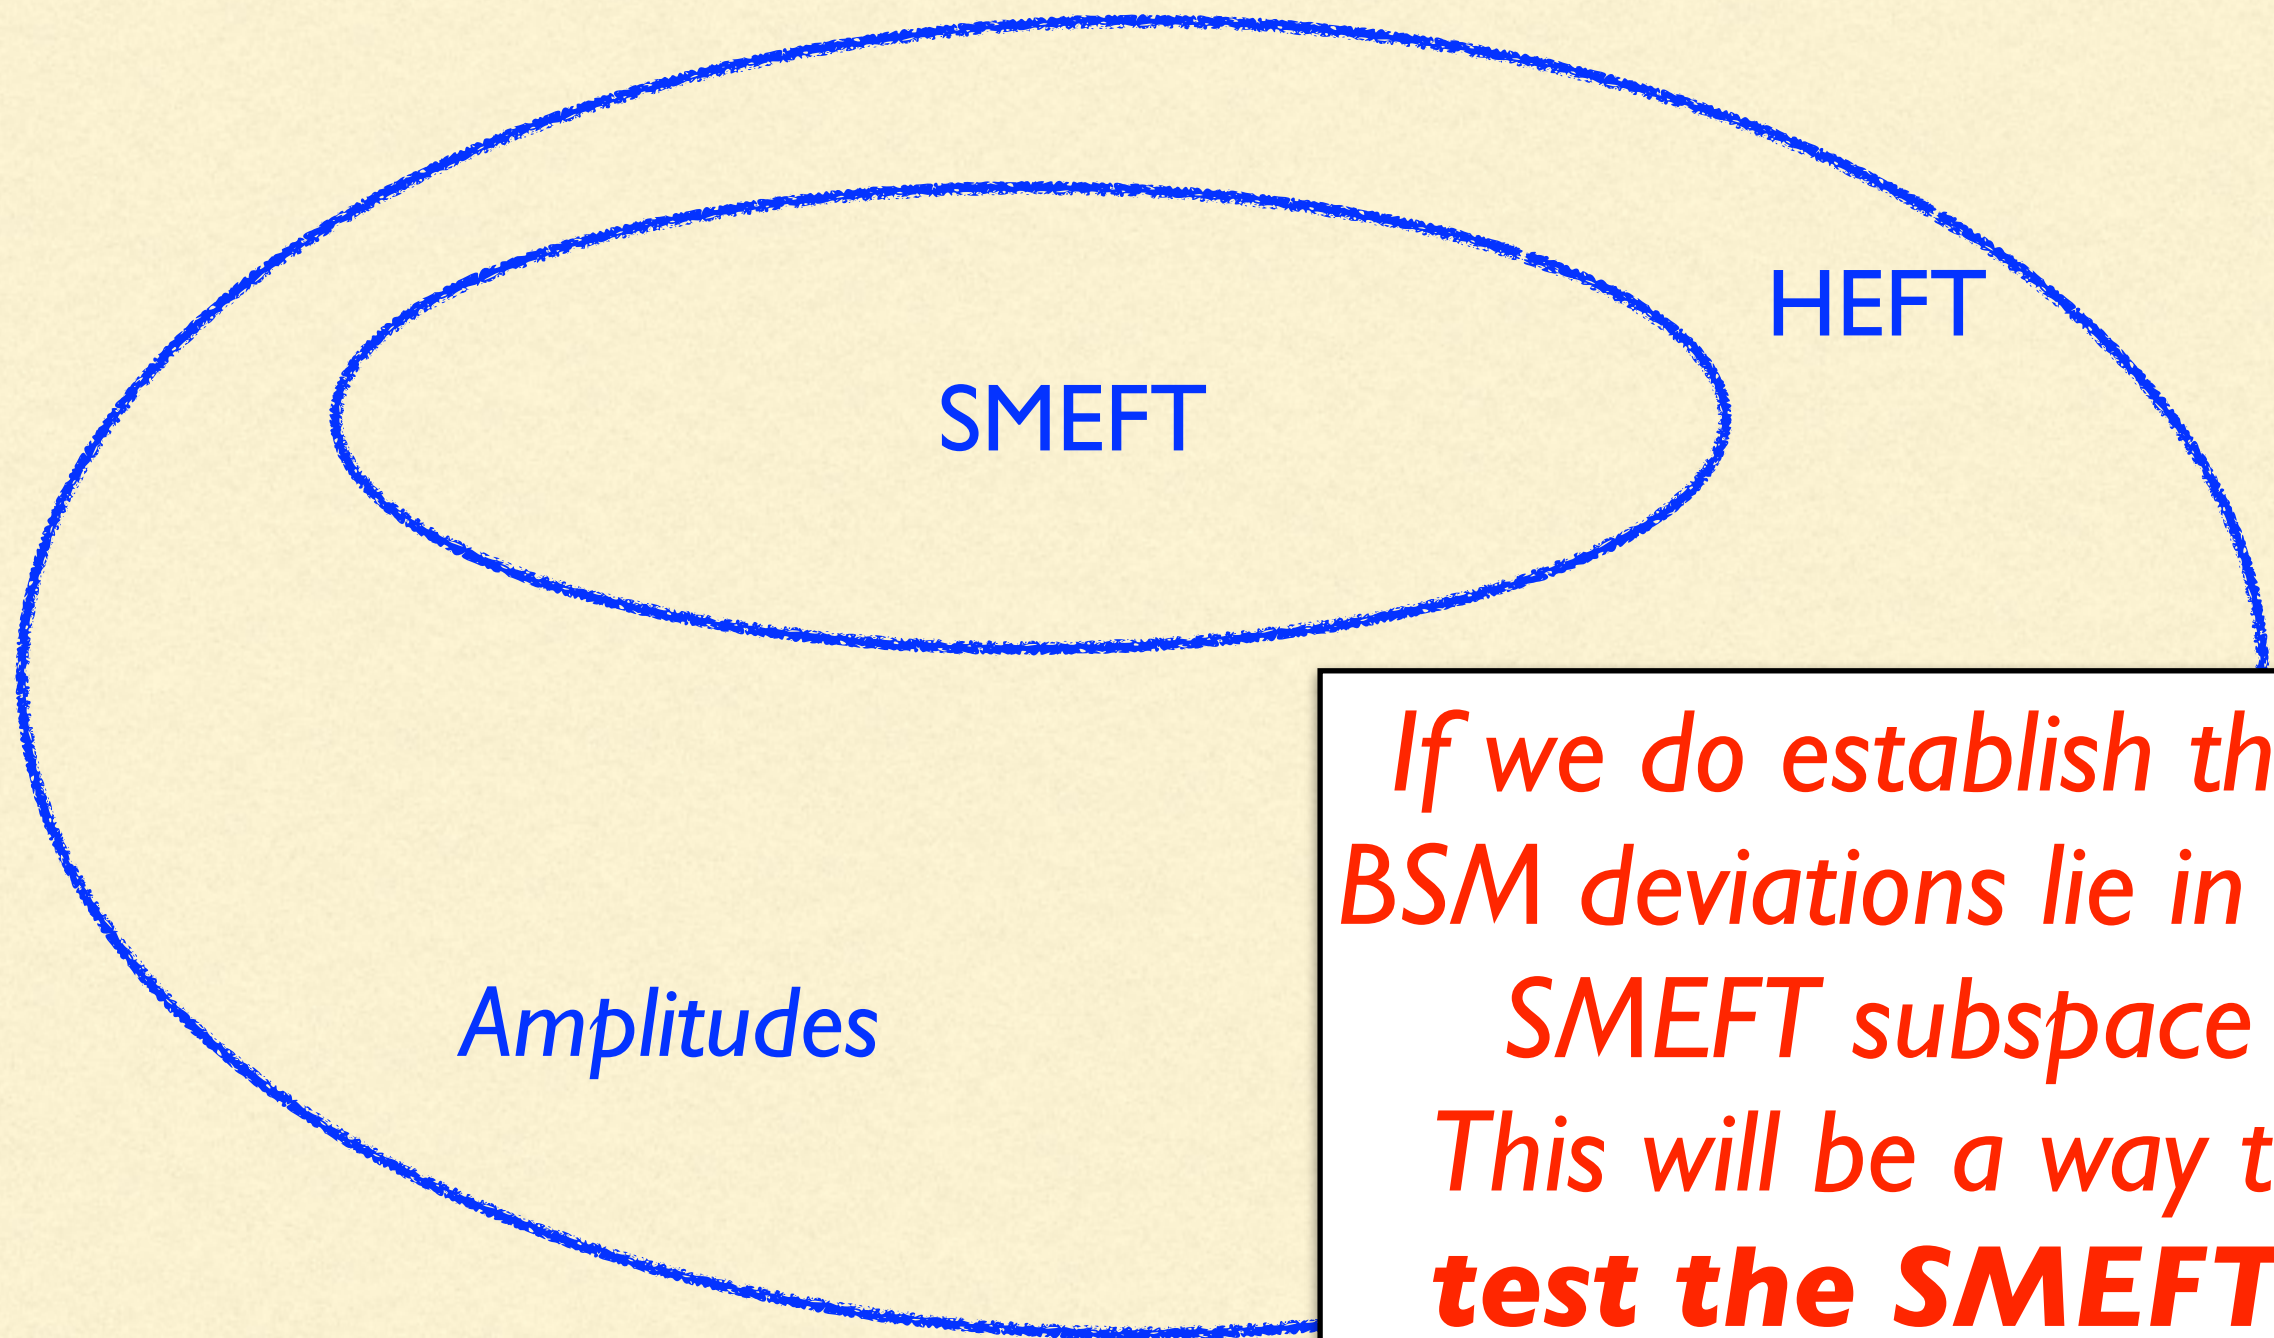 HEFT
SMEFT
Amplitudes
If we do establish th
BSM deviations lie in
SMEFT subspace
This will be a way t
test the SMEFT